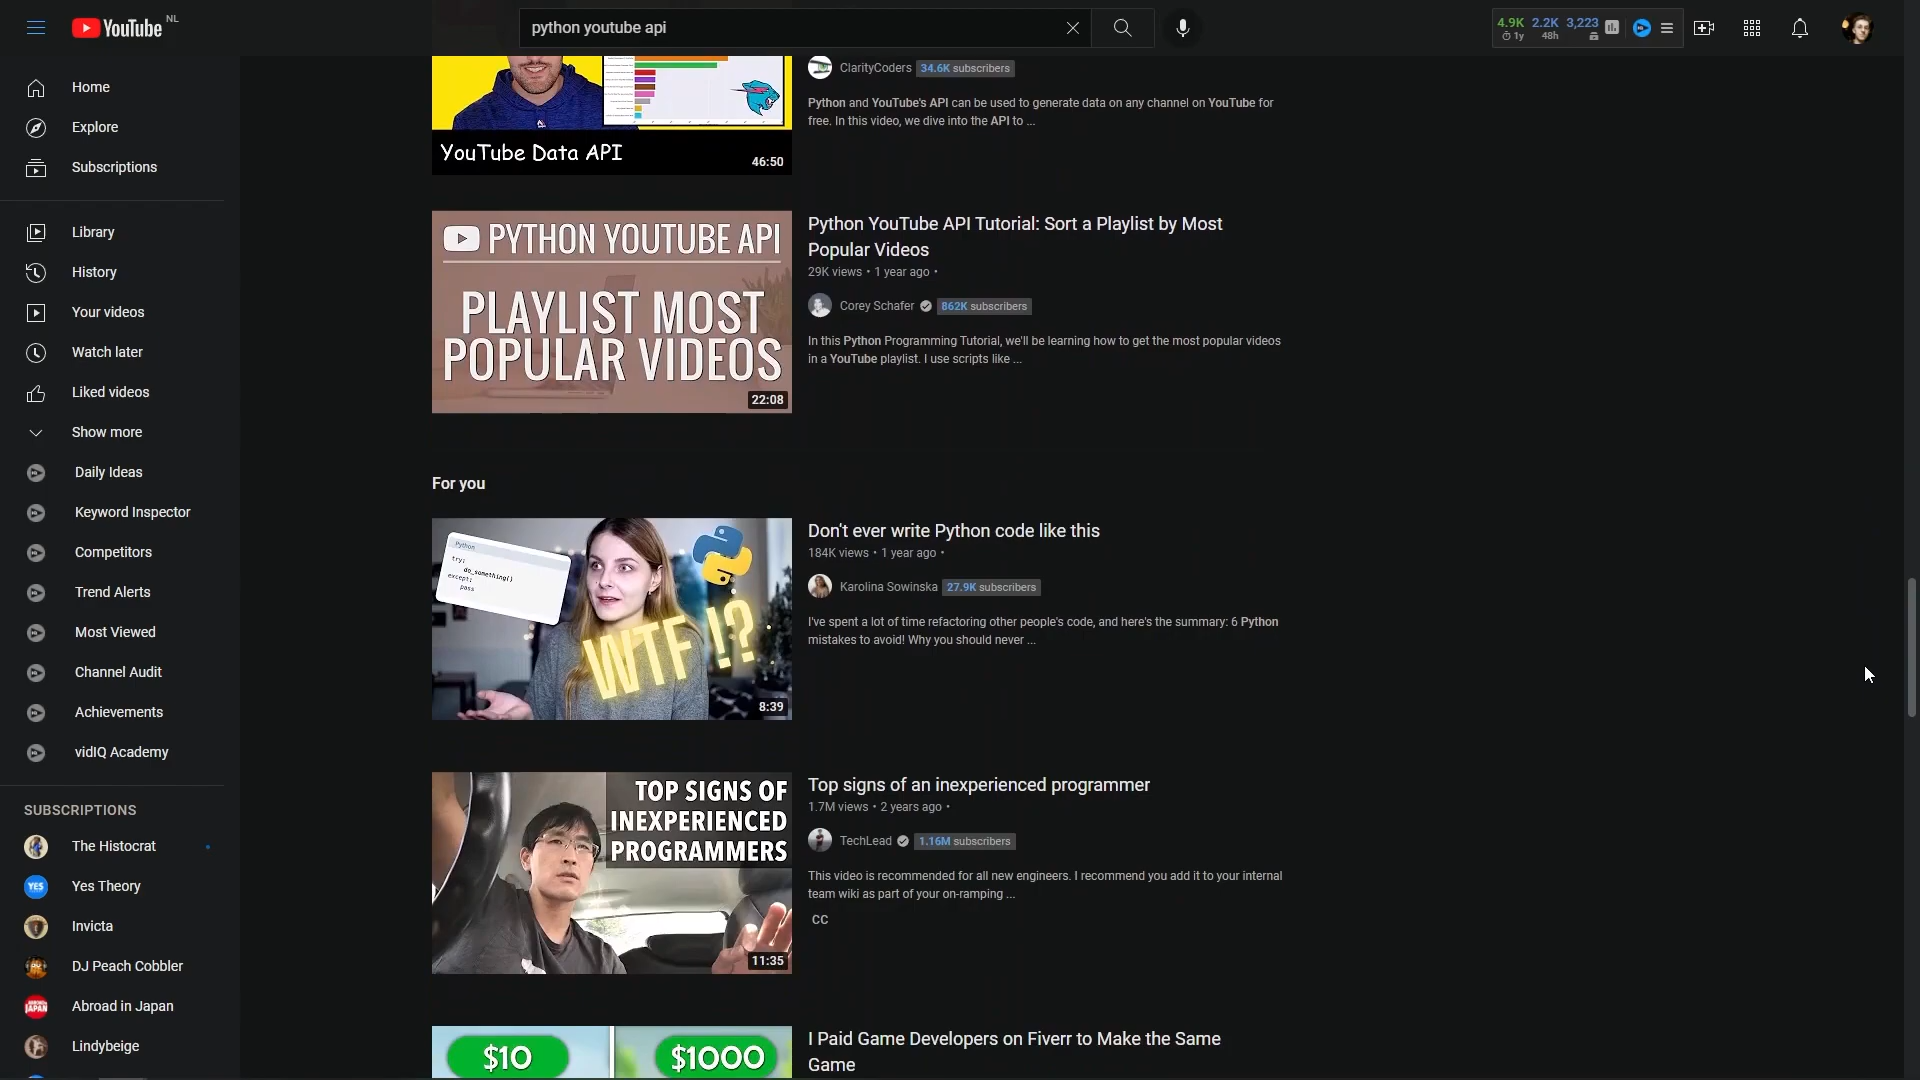 YouTube NL
python youtube api
4.9K 2.2K 3,223
1y 48h
Home
Explore
Subscriptions
Library
History
Your videos
Watch later
Liked videos
Show more
Daily Ideas
Keyword Inspector
Competitors
Trend Alerts
Most Viewed
Channel Audit
Achievements
vidIQ Academy
SUBSCRIPTIONS
The Histocrat
YES
Yes Theory
Invicta
DJ Peach Cobbler
JAPAN
Abroad in Japan
Lindybeige
YouTube Data API
46:50
ClarityCoders 34.6K subscribers
Python and YouTube's API can be used to generate data on any channel on YouTube for
free. In this video, we dive into the API to ...
PYTHON YOUTUBE API
PLAYLIST MOST
POPULAR VIDEOS
22:08
Python YouTube API Tutorial: Sort a Playlist by Most
Popular Videos
29K views • 1 year ago •
Corey Schafer 862K subscribers
In this Python Programming Tutorial, we'll be learning how to get the most popular videos
in a YouTube playlist. I use scripts like ...
For you
Python
try:
do_something()
except:
pass
WTF !?
8:39
Don't ever write Python code like this
184K views • 1 year ago •
Karolina Sowinska 27.9K subscribers
I've spent a lot of time refactoring other people's code, and here's the summary: 6 Python
mistakes to avoid! Why you should never ...
TOP SIGNS OF
INEXPERIENCED
PROGRAMMERS
11:35
Top signs of an inexperienced programmer
1.7M views • 2 years ago •
TechLead 1.16M subscribers
This video is recommended for all new engineers. I recommend you add it to your internal
team wiki as part of your on-ramping ...
CC
$10 $1000
I Paid Game Developers on Fiverr to Make the Same
Game